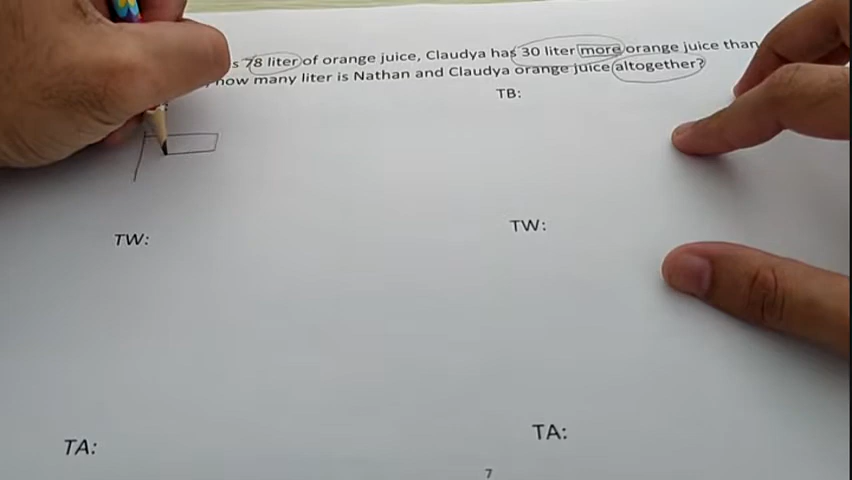 78 liter of orange juice, Claudya has 30 liter more orange juice than
how many liter is Nathan and Claudya orange juice altogether?
TB:
TW:
TW:
TA:
TA:
7